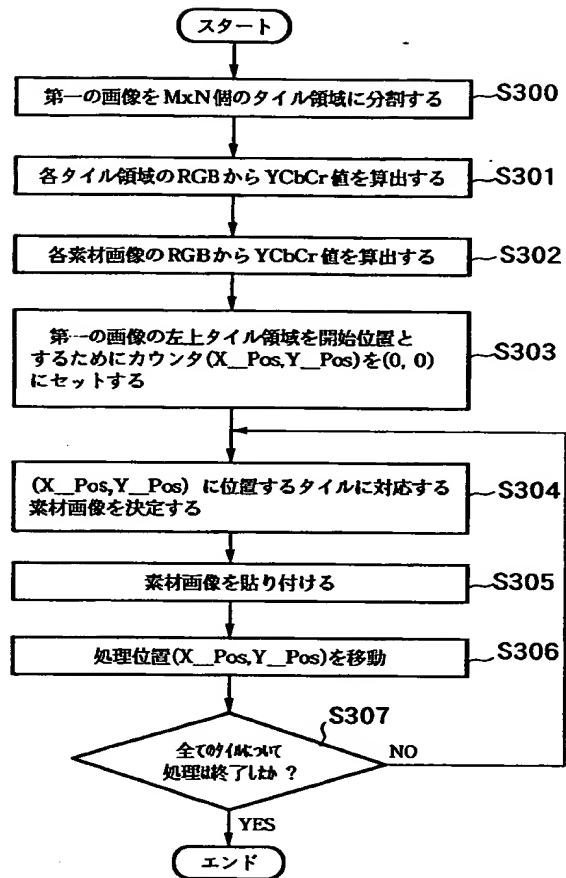 スタート
第一の画像をMxN個のタイル領域に分割する
S300
各タイル領域のRGBからYCbCr値を算出する
S301
各素材画像のRGBからYCbCr値を算出する
S302
第一の画像の左上タイル領域を開始位置と
するためにカウンタ(X__Pos,Y__Pos)を(0, 0)
にセットする
S303
(X__Pos,Y__Pos) に位置するタイルに対応する
素材画像を決定する
S304
素材画像を貼り付ける
S305
処理位置(X__Pos,Y__Pos)を移動
S306
S307
全てのタイルについて
処理は終了したか？
NO
YES
エンド